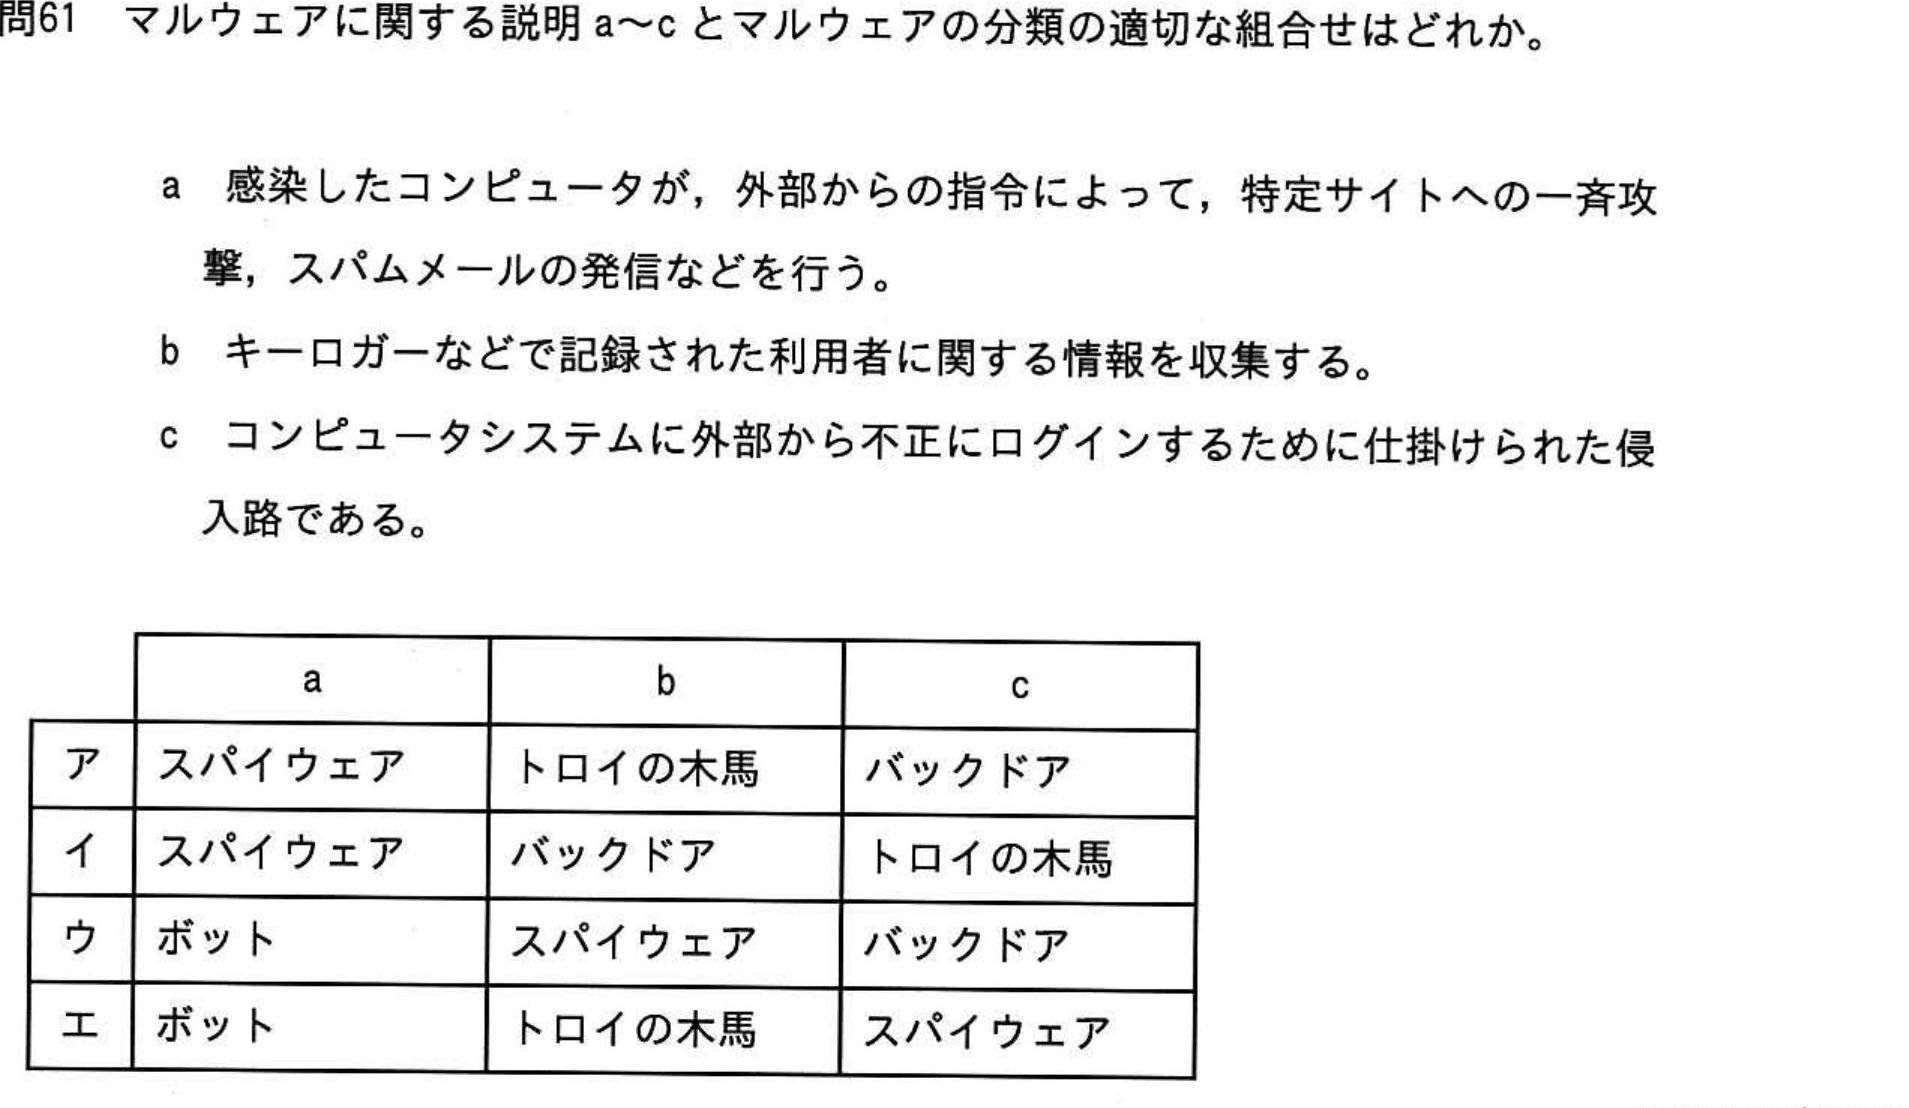 問61 マルウェアに関する説明 a～c とマルウェアの分類の適切な組合せはどれか。
a 感染したコンピュータが，外部からの指令によって，特定サイトへの一斉攻
撃，スパムメールの発信などを行う。
b キーロガーなどで記録された利用者に関する情報を収集する。
c コンピュータシステムに外部から不正にログインするために仕掛けられた侵
入路である。
a b c
ア スパイウェア トロイの木馬 バックドア
イ スパイウェア バックドア トロイの木馬
ウ ボット スパイウェア バックドア
エ ボット トロイの木馬 スパイウェア